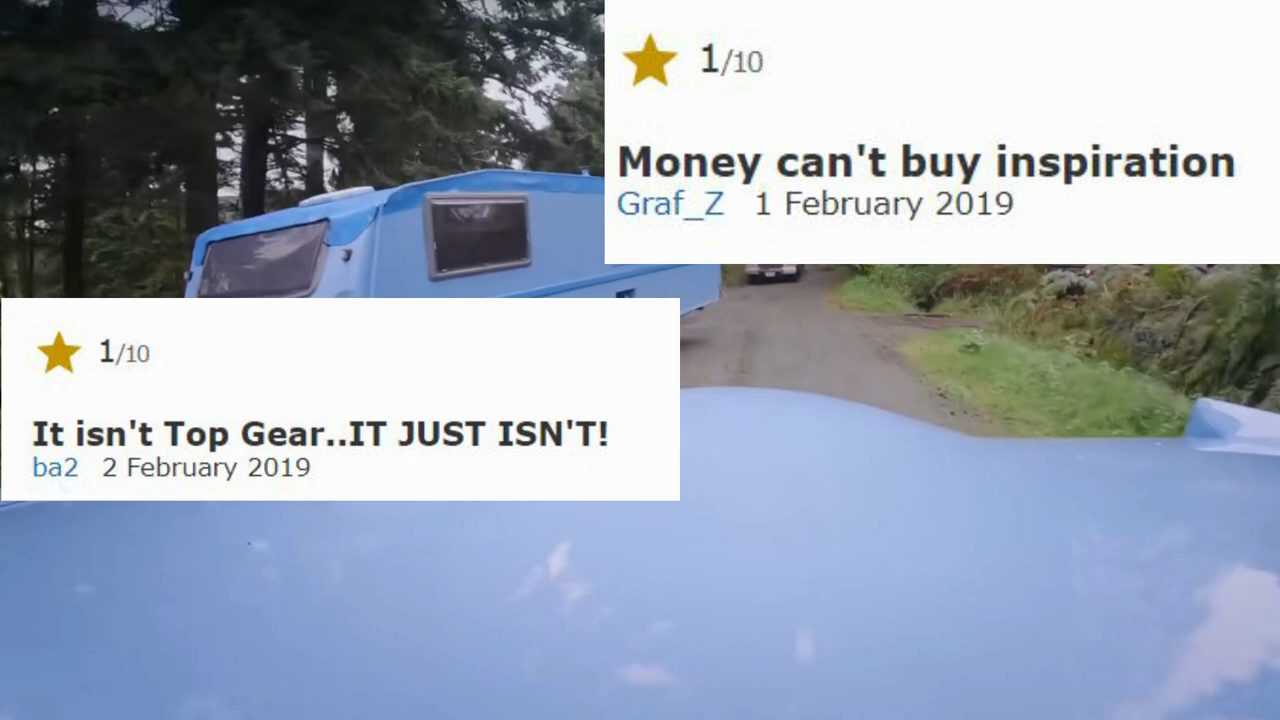 1/10
Money can't buy inspiration
Graf_Z 1 February 2019
1/10
It isn't Top Gear..IT JUST ISN'T!
ba2 2 February 2019